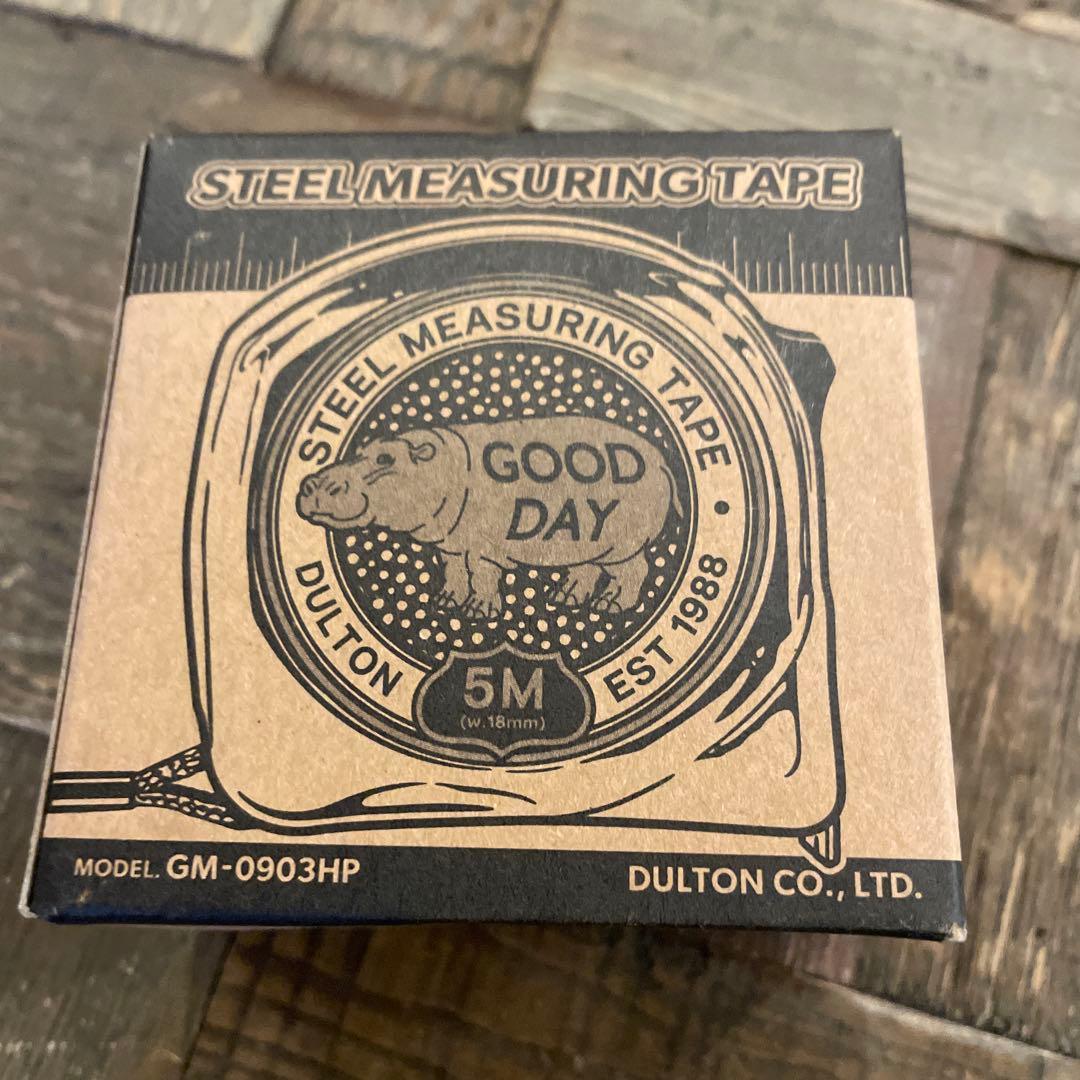 STEEL MEASURING TAPE
STEEL MEASURING TAPE •
GOOD
DAY
DULTON
EST 1988
5M
(w.18mm)
MODEL. GM-0903HP
DULTON CO., LTD.